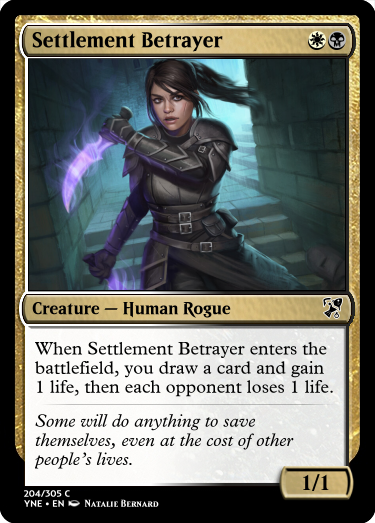 Settlement Betrayer
Creature — Human Rogue
When Settlement Betrayer enters the
battlefield, you draw a card and gain
1 life, then each opponent loses 1 life.
Some will do anything to save
themselves, even at the cost of other
people's lives.
1/1
204/305 C
YNE • EN Natalie Bernard